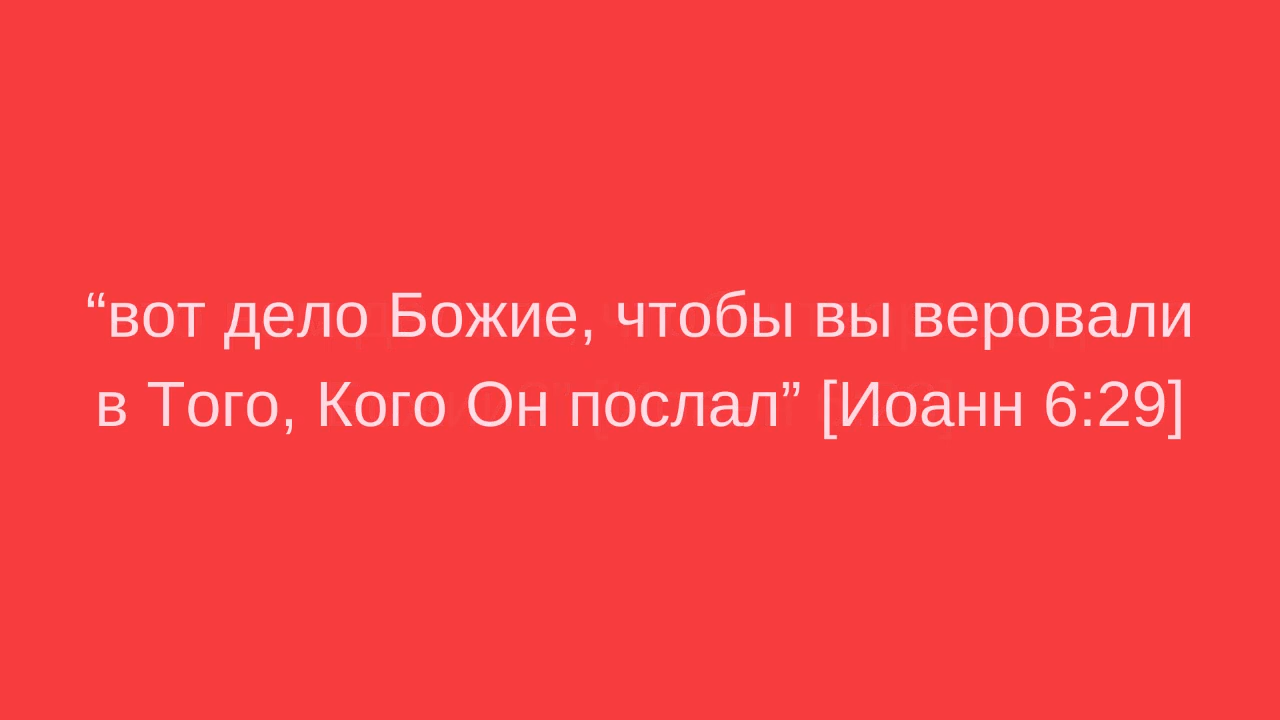 “вот дело Божие, чтобы вы веровали
в Того, Кого Он послал” [Иоанн 6:29]